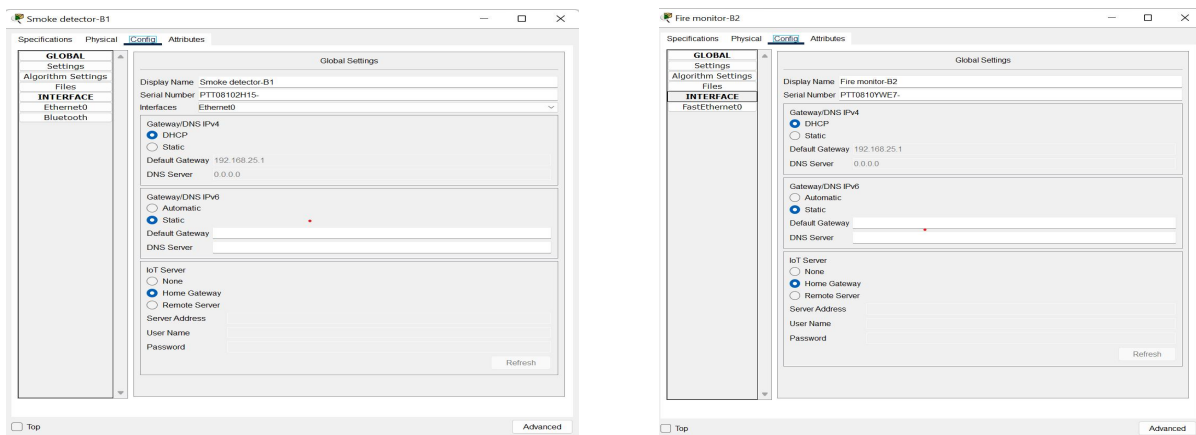 Smoke detector-B1
Specifications Physical Config Attributes
GLOBAL
Settings
Algorithm Settings
Files
INTERFACE
Ethernet0
Bluetooth
Global Settings
Display Name Smoke detector-B1
Serial Number PTT08102H15-
Interfaces Ethernet0
Gateway/DNS IPv4
DHCP
Static
Default Gateway 192.168.25.1
DNS Server 0.0.0.0
Gateway/DNS IPv6
Automatic
Static
Default Gateway
DNS Server
IoT Server
None
Home Gateway
Remote Server
Server Address
User Name
Password
Refresh
Top Advanced
Fire monitor-B2
Specifications Physical Config Attributes
GLOBAL
Settings
Algorithm Settings
Files
INTERFACE
FastEthernet0
Global Settings
Display Name Fire monitor-B2
Serial Number PTT0810YWE7-
Gateway/DNS IPv4
DHCP
Static
Default Gateway 192.168.25.1
DNS Server 0.0.0.0
Gateway/DNS IPv6
Automatic
Static
Default Gateway
DNS Server
IoT Server
None
Home Gateway
Remote Server
Server Address
User Name
Password
Refresh
Top Advanced